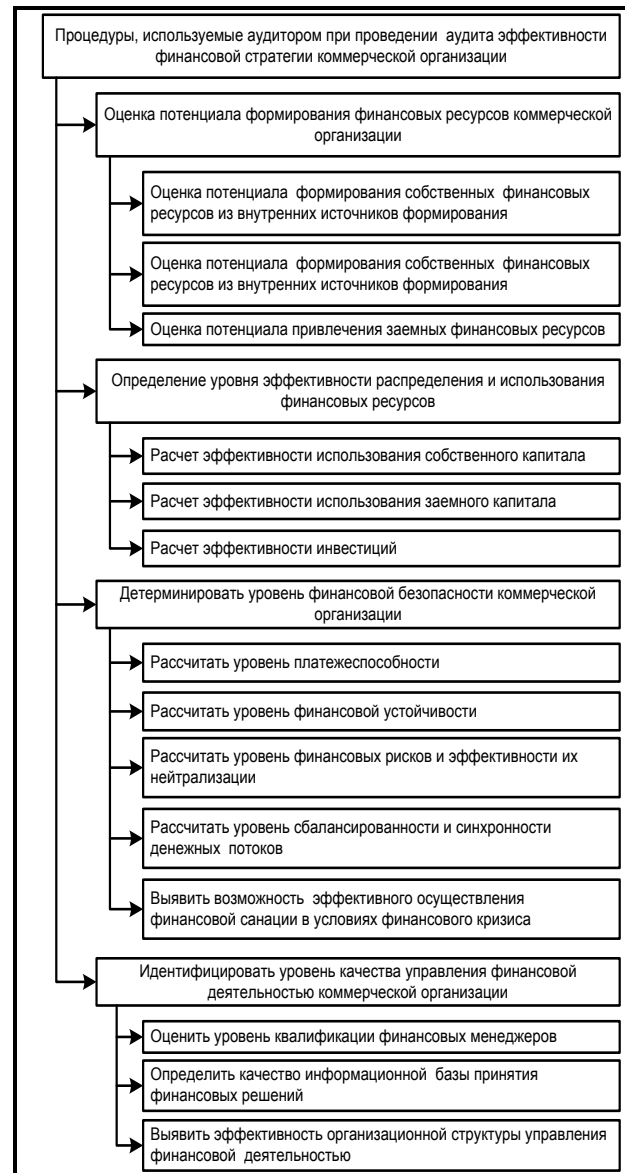 Процедуры, используемые аудитором при проведении аудита эффективности
финансовой стратегии коммерческой организации
Оценка потенциала формирования финансовых ресурсов коммерческой
организации
Оценка потенциала формирования собственных финансовых
ресурсов из внутренних источников формирования
Оценка потенциала формирования собственных финансовых
ресурсов из внутренних источников формирования
Оценка потенциала привлечения заемных финансовых ресурсов
Определение уровня эффективности распределения и использования
финансовых ресурсов
Расчет эффективности использования собственного капитала
Расчет эффективности использования заемного капитала
Расчет эффективности инвестиций
Детерминировать уровень финансовой безопасности коммерческой
организации
Рассчитать уровень платежеспособности
Рассчитать уровень финансовой устойчивости
Рассчитать уровень финансовых рисков и эффективности их
нейтрализации
Рассчитать уровень сбалансированности и синхронности
денежных потоков
Выявить возможность эффективного осуществления
финансовой санации в условиях финансового кризиса
Идентифицировать уровень качества управления финансовой
деятельностью коммерческой организации
Оценить уровень квалификации финансовых менеджеров
Определить качество информационной базы принятия
финансовых решений
Выявить эффективность организационной структуры управления
финансовой деятельностью